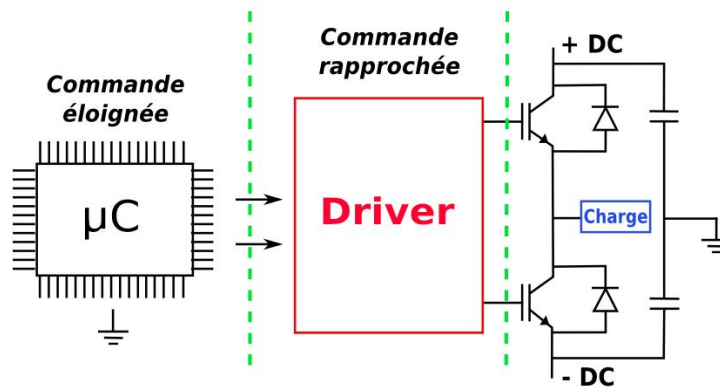 Commande
éloignée
µC
Commande
rapprochée
Driver
+ DC
Charge
- DC